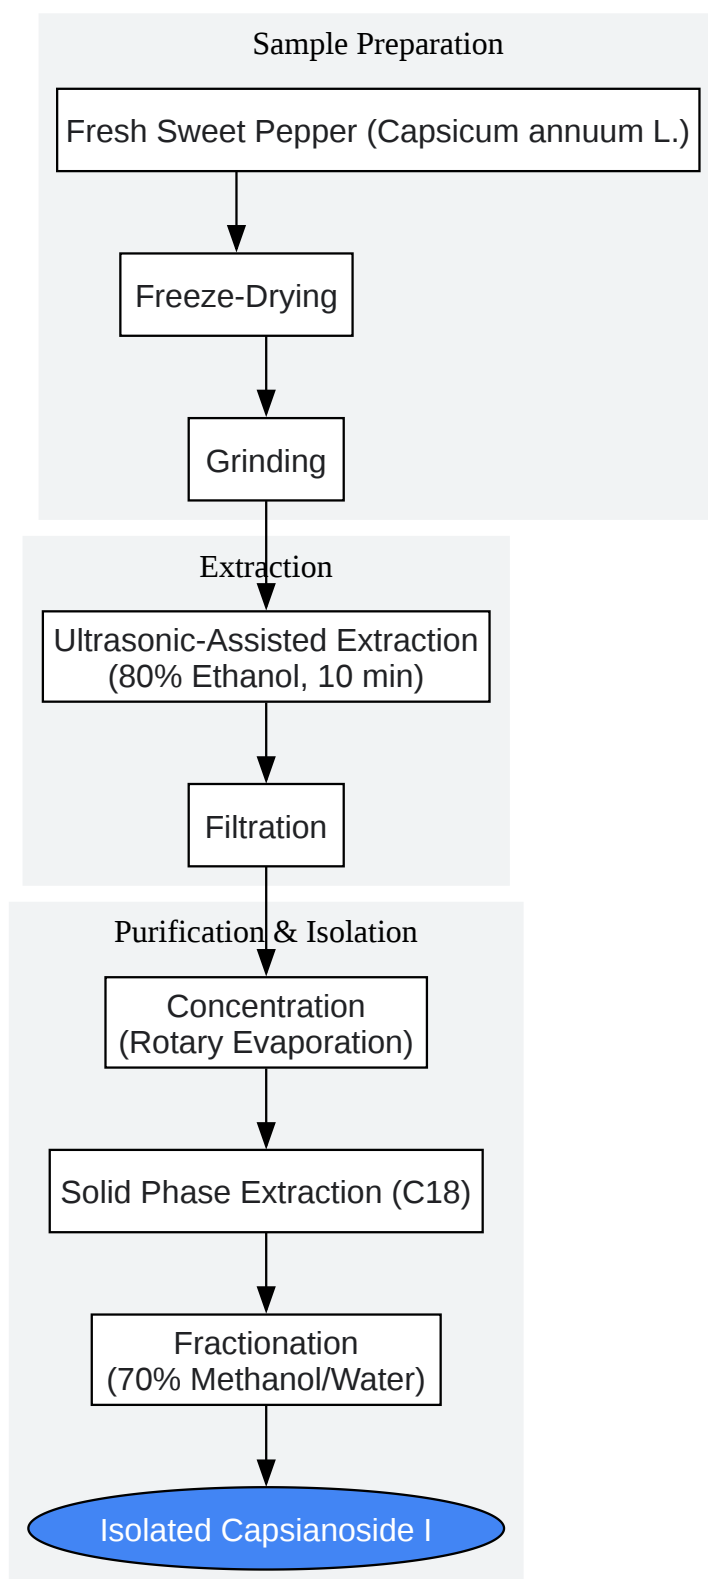 Sample Preparation
Fresh Sweet Pepper (Capsicum annuum L.)
Freeze-Drying
Grinding
Extraction
Ultrasonic-Assisted Extraction
(80% Ethanol, 10 min)
Filtration
Purification & Isolation
Concentration
(Rotary Evaporation)
Solid Phase Extraction (C18)
Fractionation
(70% Methanol/Water)
Isolated Capsianoside I